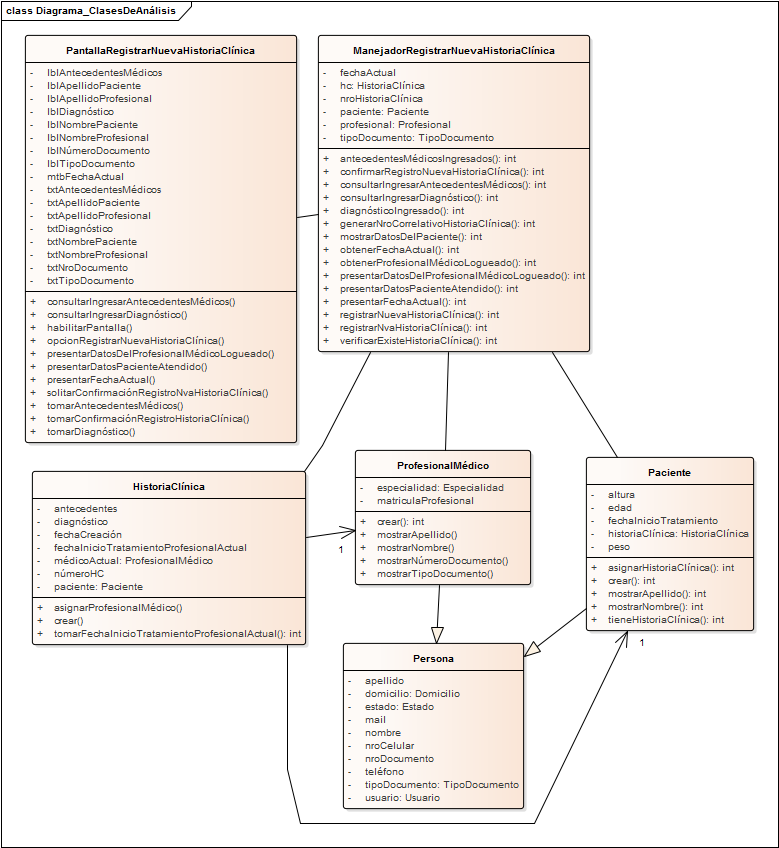 class Diagrama_ClasesDeAnálisis
PantallaRegistrarNuevaHistoriaClínica
- lblAntecedentesMédicos
- lblApellidoPaciente
- lblApellidoProfesional
- lblDiagnóstico
- lblNombrePaciente
- lblNombreProfesional
- lblNúmeroDocumento
- lblTipoDocumento
- mtbFechaActual
- txtAntecedentesMédicos
- txtApellidoPaciente
- txtApellidoProfesional
- txtDiagnóstico
- txtNombrePaciente
- txtNombreProfesional
- txtNroDocumento
- txtTipoDocumento
+ consultarIngresarAntecedentesMédicos()
+ consultarIngresarDiagnóstico()
+ habilitarPantalla()
+ opcionRegistrarNuevaHistoriaClínica()
+ presentarDatosDelProfesionalMédicoLogueado()
+ presentarDatosPacienteAtendido()
+ presentarFechaActual()
+ solitarConfirmaciónRegistroNvaHistoriaClínica()
+ tomarAntecedentesMédicos()
+ tomarConfirmaciónRegistroHistoriaClínica()
+ tomarDiagnóstico()
ManejadorRegistrarNuevaHistoriaClínica
- fechaActual
- hc: HistoriaClínica
- nroHistoriaClínica
- paciente: Paciente
- profesional: Profesional
- tipoDocumento: TipoDocumento
+ antecedentesMédicosIngresados(): int
+ confirmarRegistroNuevaHistoriaClínica(): int
+ consultarIngresarAntecedentesMédicos(): int
+ consultarIngresarDiagnóstico(): int
+ diagnósticoIngresado(): int
+ generarNroCorrelativoHistoriaClínica(): int
+ mostrarDatosDelPaciente(): int
+ obtenerFechaActual(): int
+ obtenerProfesionalMédicoLogueado(): int
+ presentarDatosDelProfesionalMédicoLogueado(): int
+ presentarDatosPacienteAtendido(): int
+ presentarFechaActual(): int
+ registrarNuevaHistoriaClínica(): int
+ registrarNvaHistoriaClínica(): int
+ verificarExisteHistoriaClínica(): int
HistoriaClínica
- antecedentes
- diagnóstico
- fechaCreación
- fechaInicioTratamientoProfesionalActual
- médicoActual: ProfesionalMédico
- númeroHC
- paciente: Paciente
+ asignarProfesionalMédico()
+ crear()
+ tomarFechaInicioTratamientoProfesionalActual(): int
1
ProfesionalMédico
- especialidad: Especialidad
- matriculaProfesional
+ crear(): int
+ mostrarApellido()
+ mostrarNombre()
+ mostrarNúmeroDocumento()
+ mostrarTipoDocumento()
Paciente
- altura
- edad
- fechaInicioTratamiento
- historiaClínica: HistoriaClínica
- peso
+ asignarHistoriaClínica(): int
+ crear(): int
+ mostrarApellido(): int
+ mostrarNombre(): int
+ tieneHistoriaClínica(): int
1
Persona
- apellido
- domicilio: Domicilio
- estado: Estado
- mail
- nombre
- nroCelular
- nroDocumento
- teléfono
- tipoDocumento: TipoDocumento
- usuario: Usuario